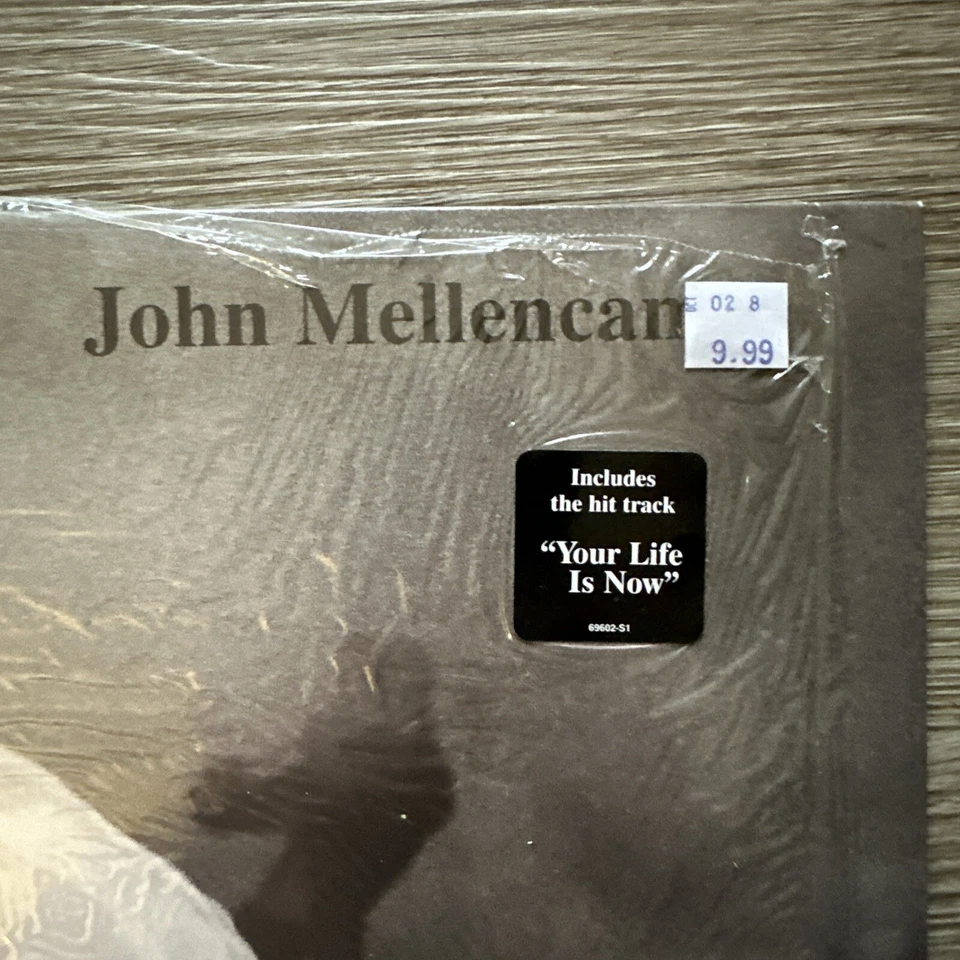 John Mellencam
02 8
9.99
Includes
the hit track
“Your Life
Is Now”
69602-S1